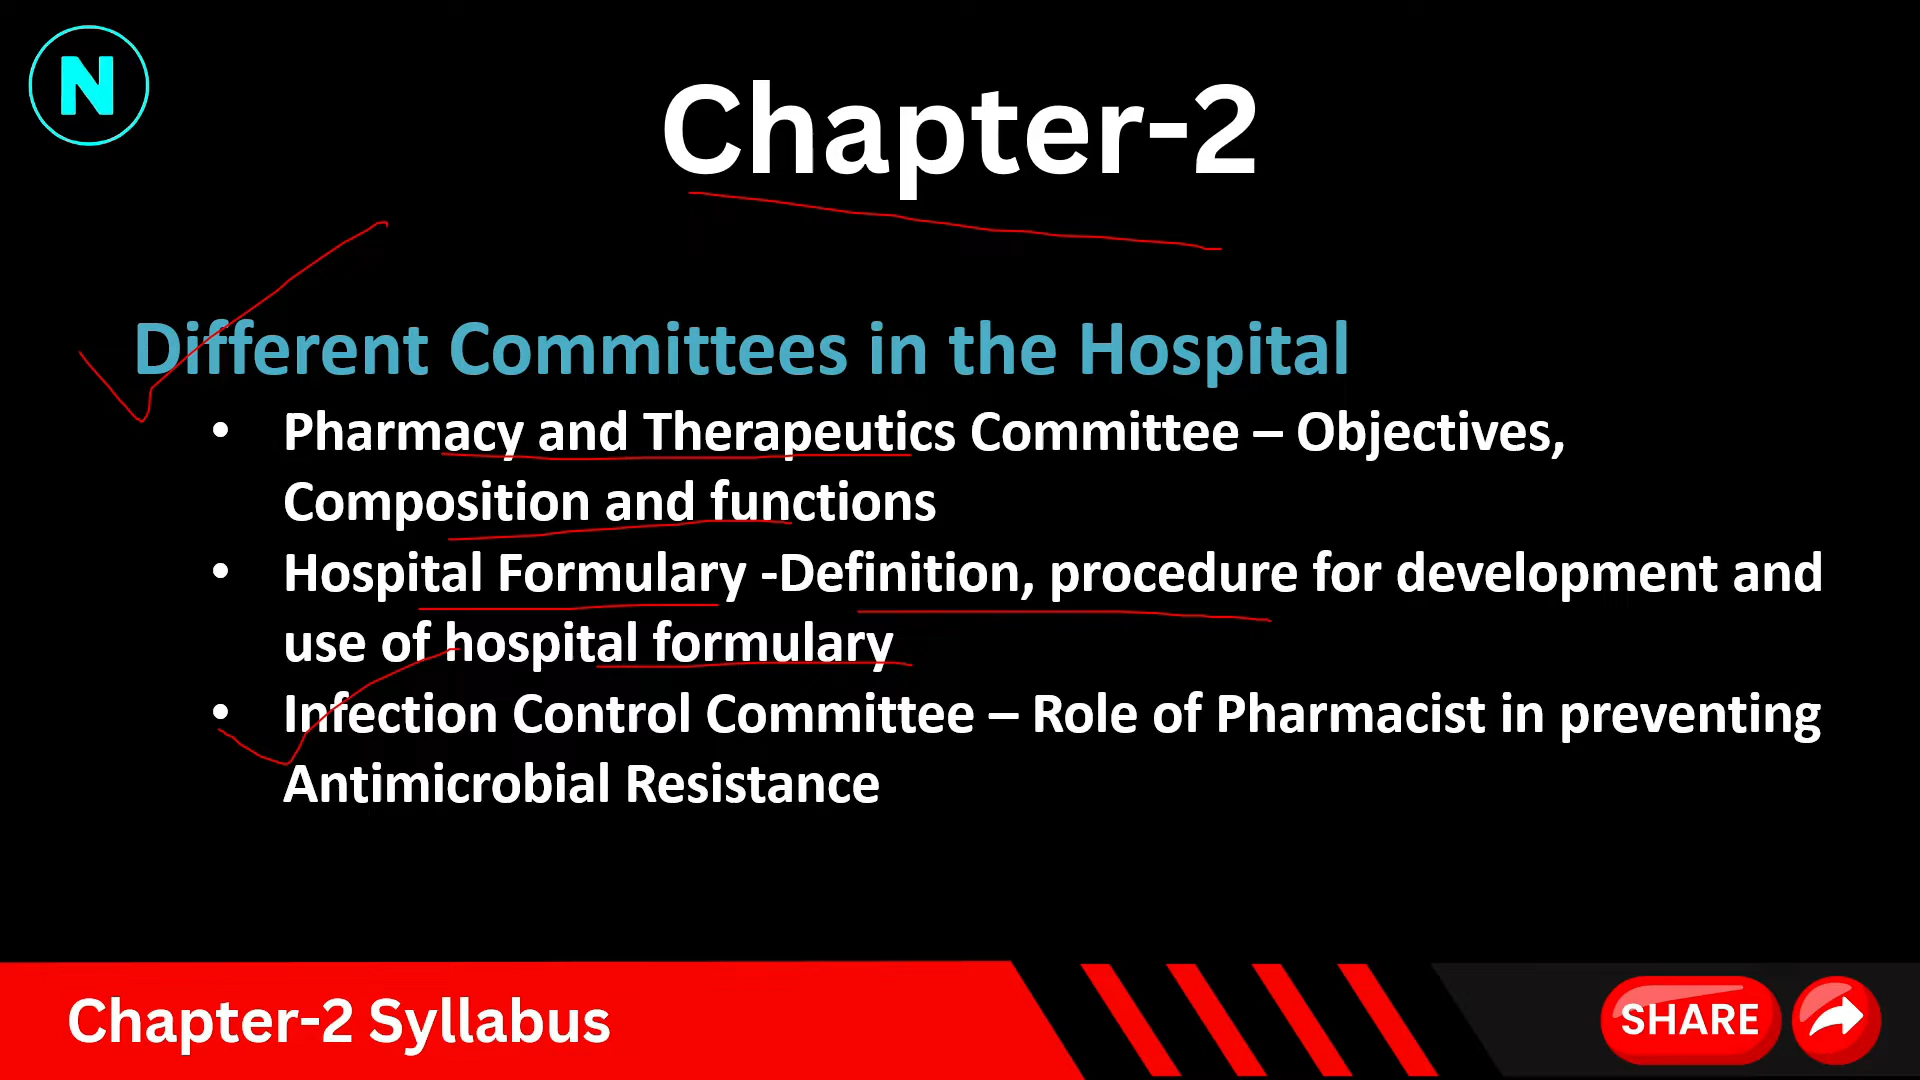 N
Chapter-2
Different Committees in the Hospital
• Pharmacy and Therapeutics Committee – Objectives,
Composition and functions
• Hospital Formulary -Definition, procedure for development and
use of hospital formulary
• Infection Control Committee – Role of Pharmacist in preventing
Antimicrobial Resistance
Chapter-2 Syllabus
SHARE